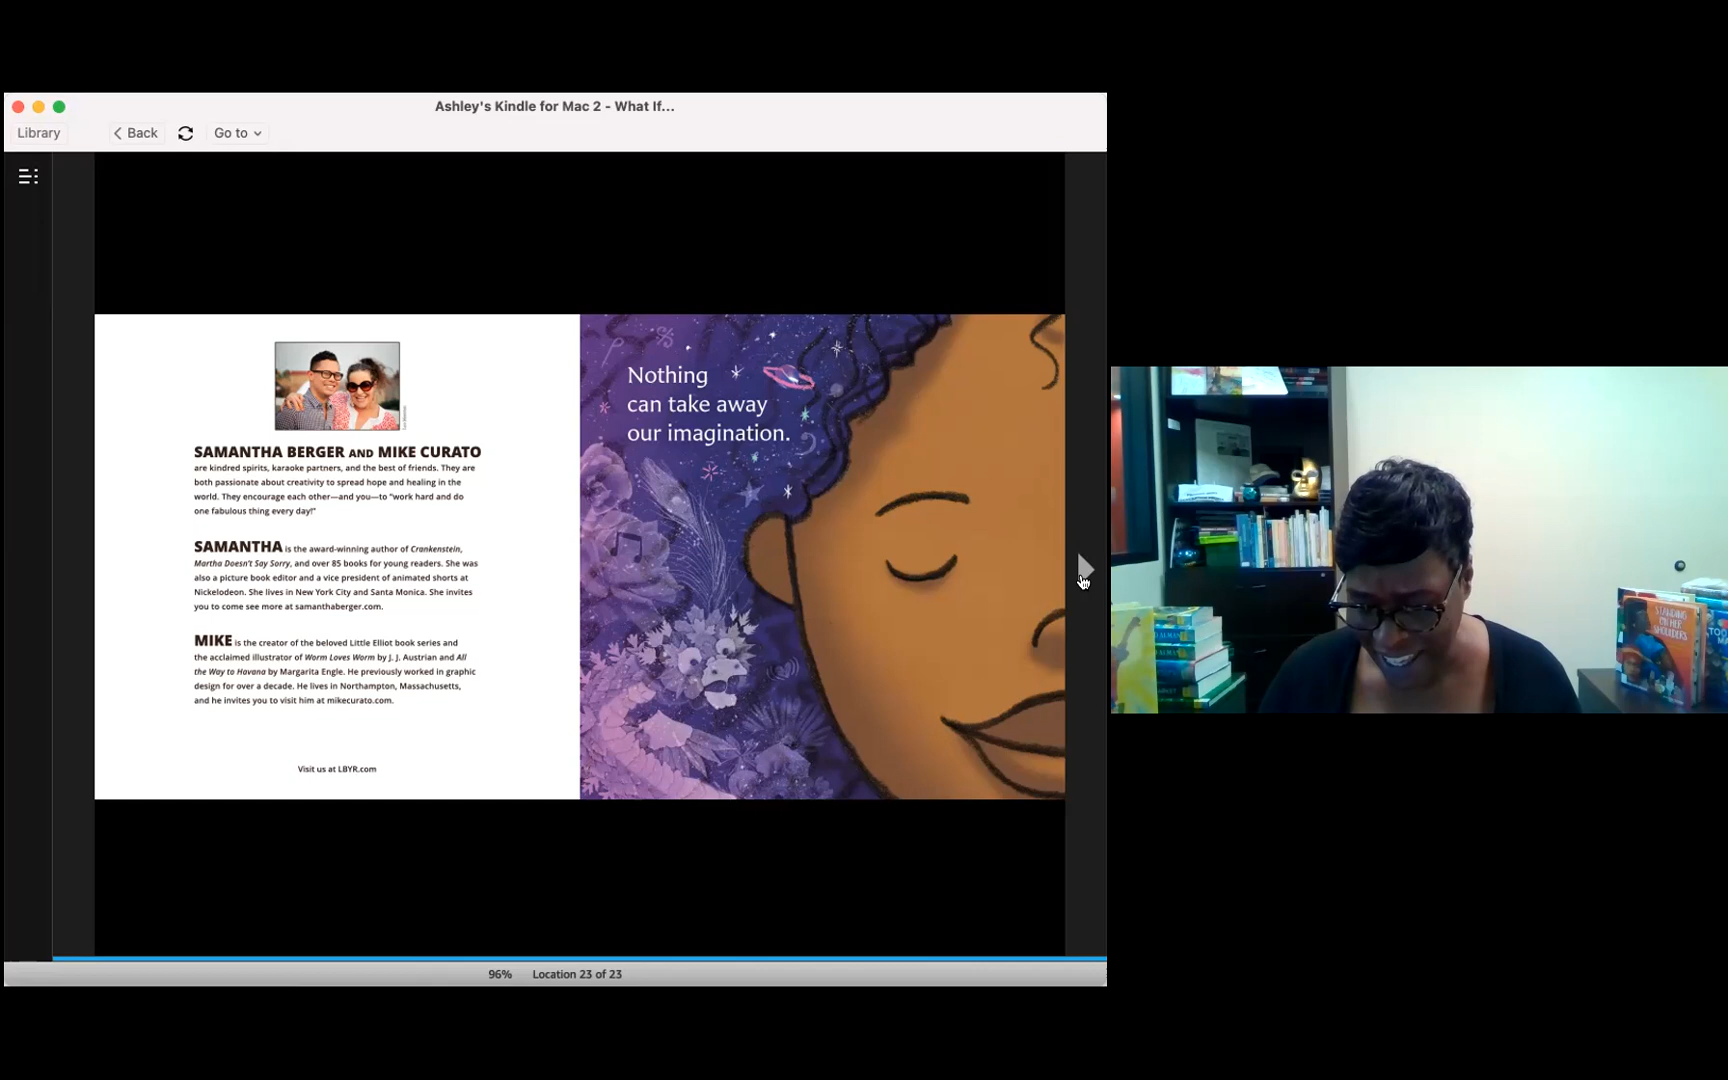 Ashley's Kindle for Mac 2 - What If...
Library
Back
Go to
SAMANTHA BERGER AND MIKE CURATO
are kindred spirits, karaoke partners, and the best of friends. They are
both passionate about creativity to spread hope and healing in the
world. They encourage each other—and you—to "work hard and do
one fabulous thing every day!"
SAMANTHA is the award-winning author of Crankenstein,
Martha Doesn't Say Sorry, and over 85 books for young readers. She was
also a picture book editor and a vice president of animated shorts at
Nickelodeon. She lives in New York City and Santa Monica. She invites
you to come see more at samanthaberger.com.
MIKE is the creator of the beloved Little Elliot book series and
the acclaimed illustrator of Worm Loves Worm by J. J. Austrian and All
the Way to Havana by Margarita Engle. He previously worked in graphic
design for over a decade. He lives in Northampton, Massachusetts,
and he invites you to visit him at mikecurato.com.
Visit us at LBYR.com
Nothing
can take away
our imagination.
STANDING
ON HER
SHOULDERS
96%
Location 23 of 23